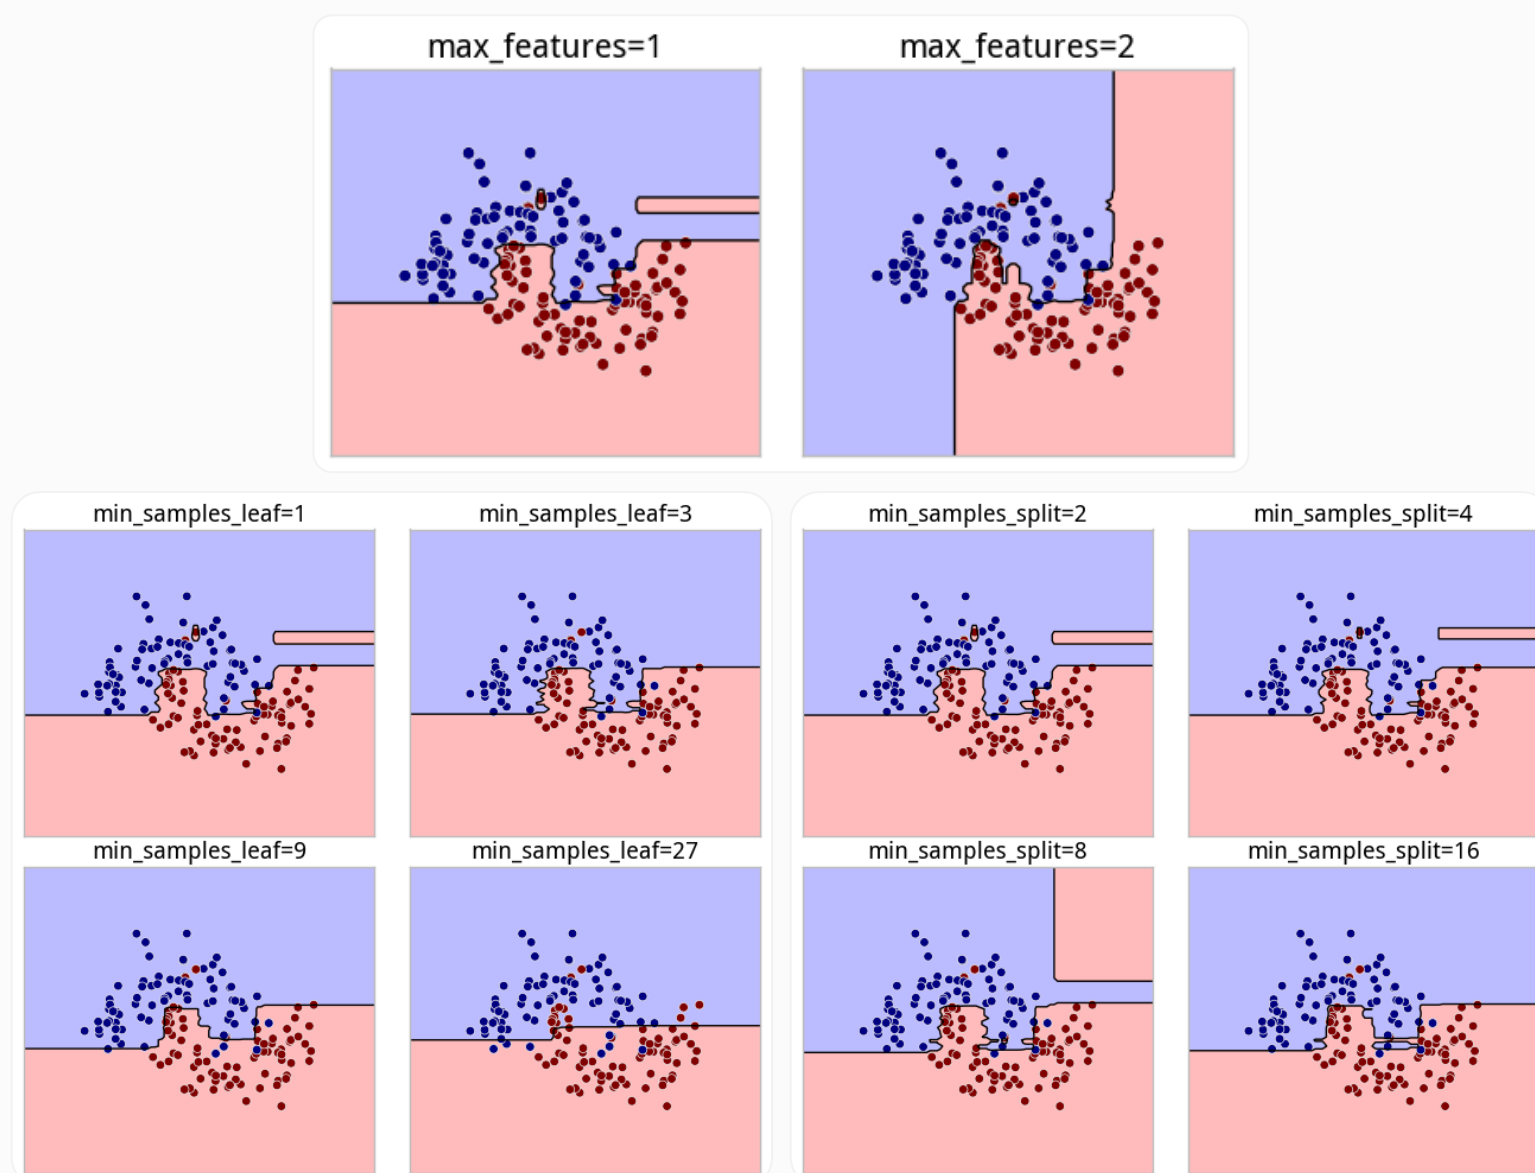 max_features=1
max_features=2
min_samples_leaf=1
min_samples_leaf=3
min_samples_split=2
min_samples_split=4
min_samples_leaf=9
min_samples_leaf=27
min_samples_split=8
min_samples_split=16